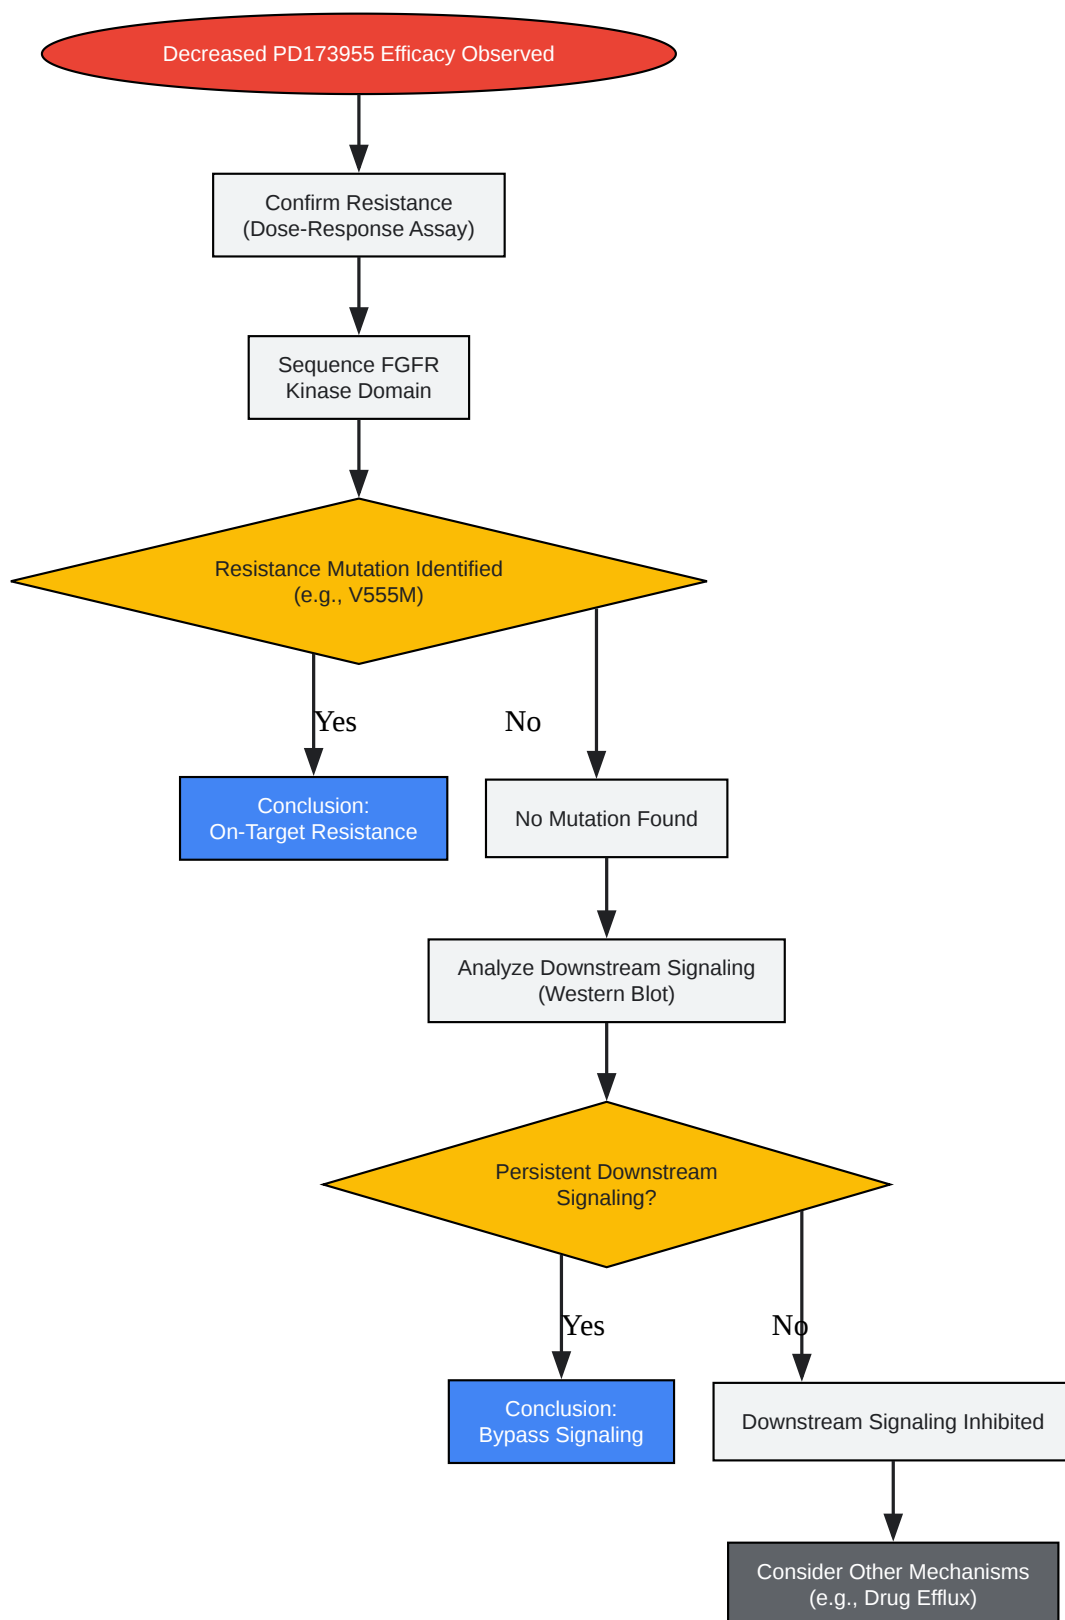 Decreased PD173955 Efficacy Observed
Confirm Resistance
(Dose-Response Assay)
Sequence FGFR
Kinase Domain
Resistance Mutation Identified
(e.g., V555M)
Yes
No
Conclusion:
On-Target Resistance
No Mutation Found
Analyze Downstream Signaling
(Western Blot)
Persistent Downstream
Signaling?
Yes
No
Conclusion:
Bypass Signaling
Downstream Signaling Inhibited
Consider Other Mechanisms
(e.g., Drug Efflux)